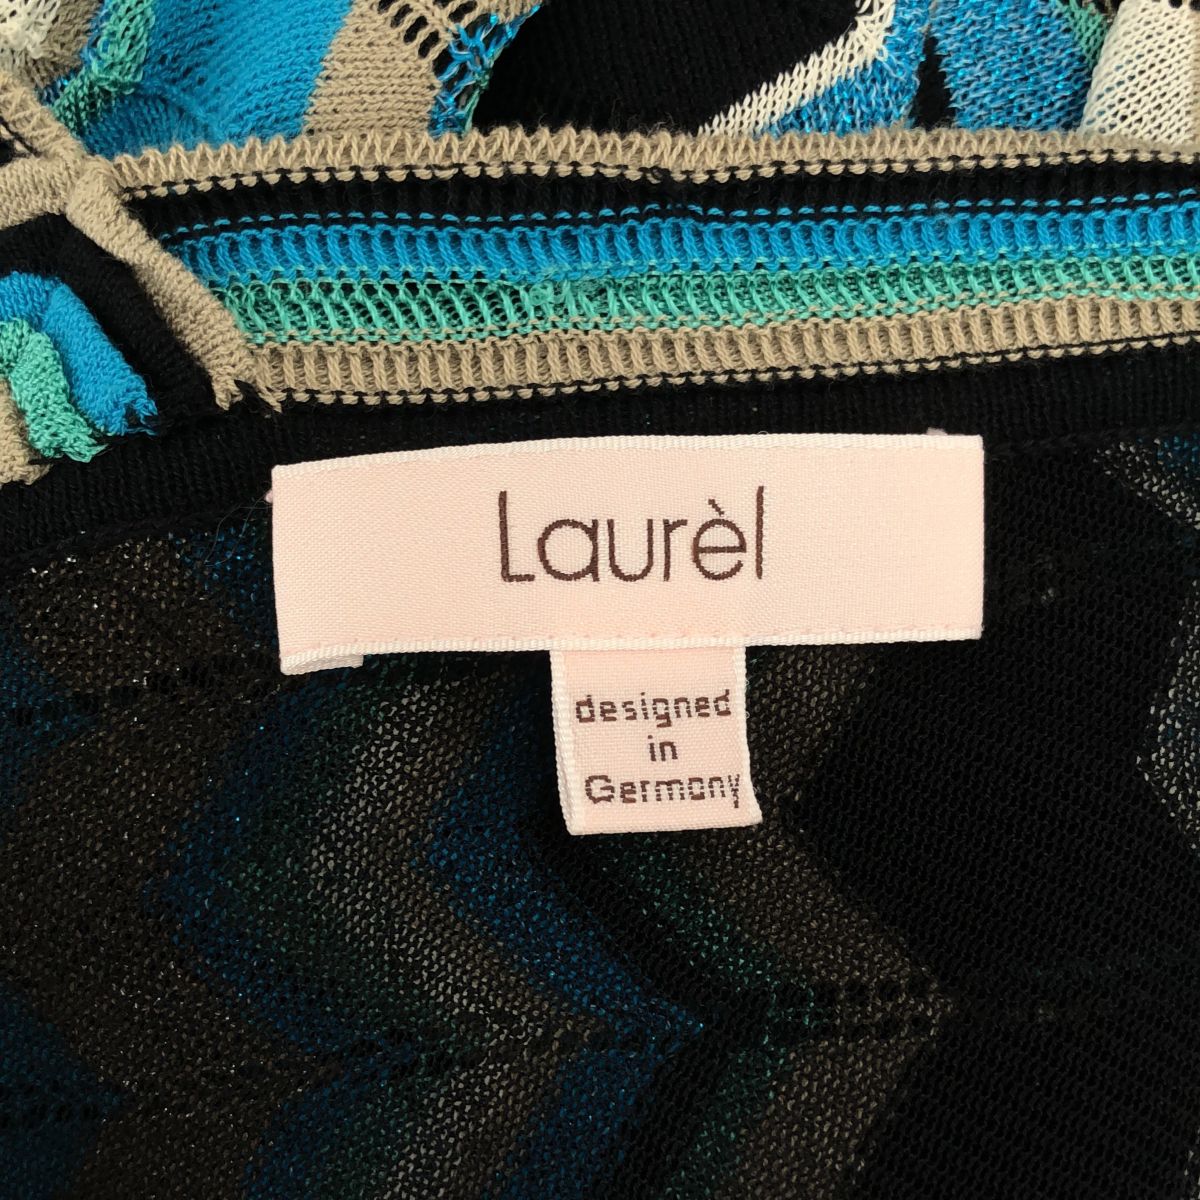 Laurèl
designed
in
Germany